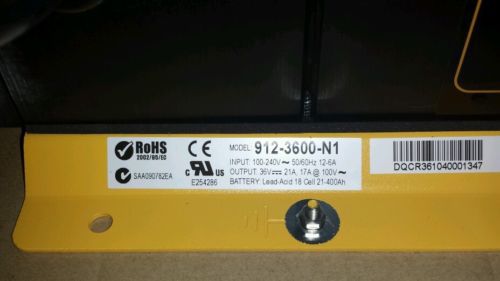 RoHS
2002/95/EC
SAA090782EA
CE
c RU us
E254286
MODEL 912-3600-N1
INPUT: 100-240V~ 50/60Hz 12-6A
OUTPUT: 36V⎓ 21A, 17A @ 100V~
BATTERY: Lead-Acid 18 Cell 21-400Ah
DQCR361040001347